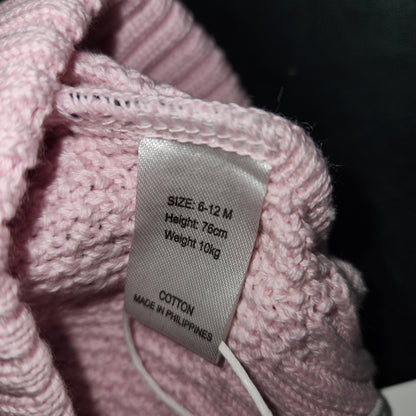 SIZE: 6-12 M
Height: 76cm
Weight 10kg
COTTON
MADE IN PHILIPPINES